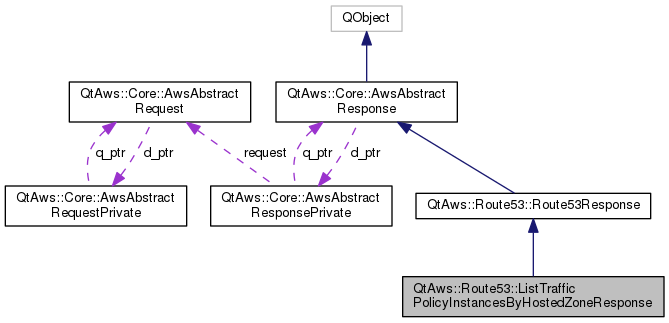 QObject
QtAws::Core::AwsAbstract
Request
QtAws::Core::AwsAbstract
Response
q_ptr
d_ptr
request
q_ptr
d_ptr
QtAws::Core::AwsAbstract
RequestPrivate
QtAws::Core::AwsAbstract
ResponsePrivate
QtAws::Route53::Route53Response
QtAws::Route53::ListTraffic
PolicyInstancesByHostedZoneResponse